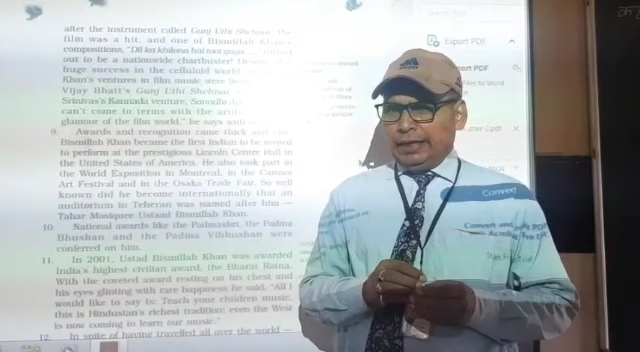 after the instrument called Gunj Uthi Shehnai. The
film was a hit, and one of Bismillah Khan's
compositions, "Dil ka khilona hai toot gaya ...," turned
out to be a nationwide chartbuster! Despite this
huge success in the celluloid world
Khan's ventures in film music were
Vijay Bhatt's Gunj Uthi Shehnai
Srinivas's Kannada venture, Sanadhi
can't come to terms with the
glamour of the film world," he says with
9. Awards and recognition came thick and
Bismillah Khan became the first Indian to be invited
to perform at the prestigious Lincoln Centre Hall in
the United States of America. He also took part in
the World Exposition in Montreal, in the Cannes
Art Festival and in the Osaka Trade Fair. So well
known did he become internationally that an
auditorium in Teheran was named after him —
Tahar Mosiquee Ustaad Bismillah Khan.
10. National awards like the Padmashri, the Padma
Bhushan and the Padma Vibhushan were
conferred on him.
11. In 2001, Ustad Bismillah Khan was awarded
India's highest civilian award, the Bharat Ratna.
With the coveted award resting on his chest and
his eyes glinting with rare happiness he said, "All I
would like to say is: Teach your children music,
this is Hindustan's richest tradition; even the West
is now coming to learn our music."
12. In spite of having travelled all over the world —
Export PDF
port PDF
Files to Word
Convert
Convert and